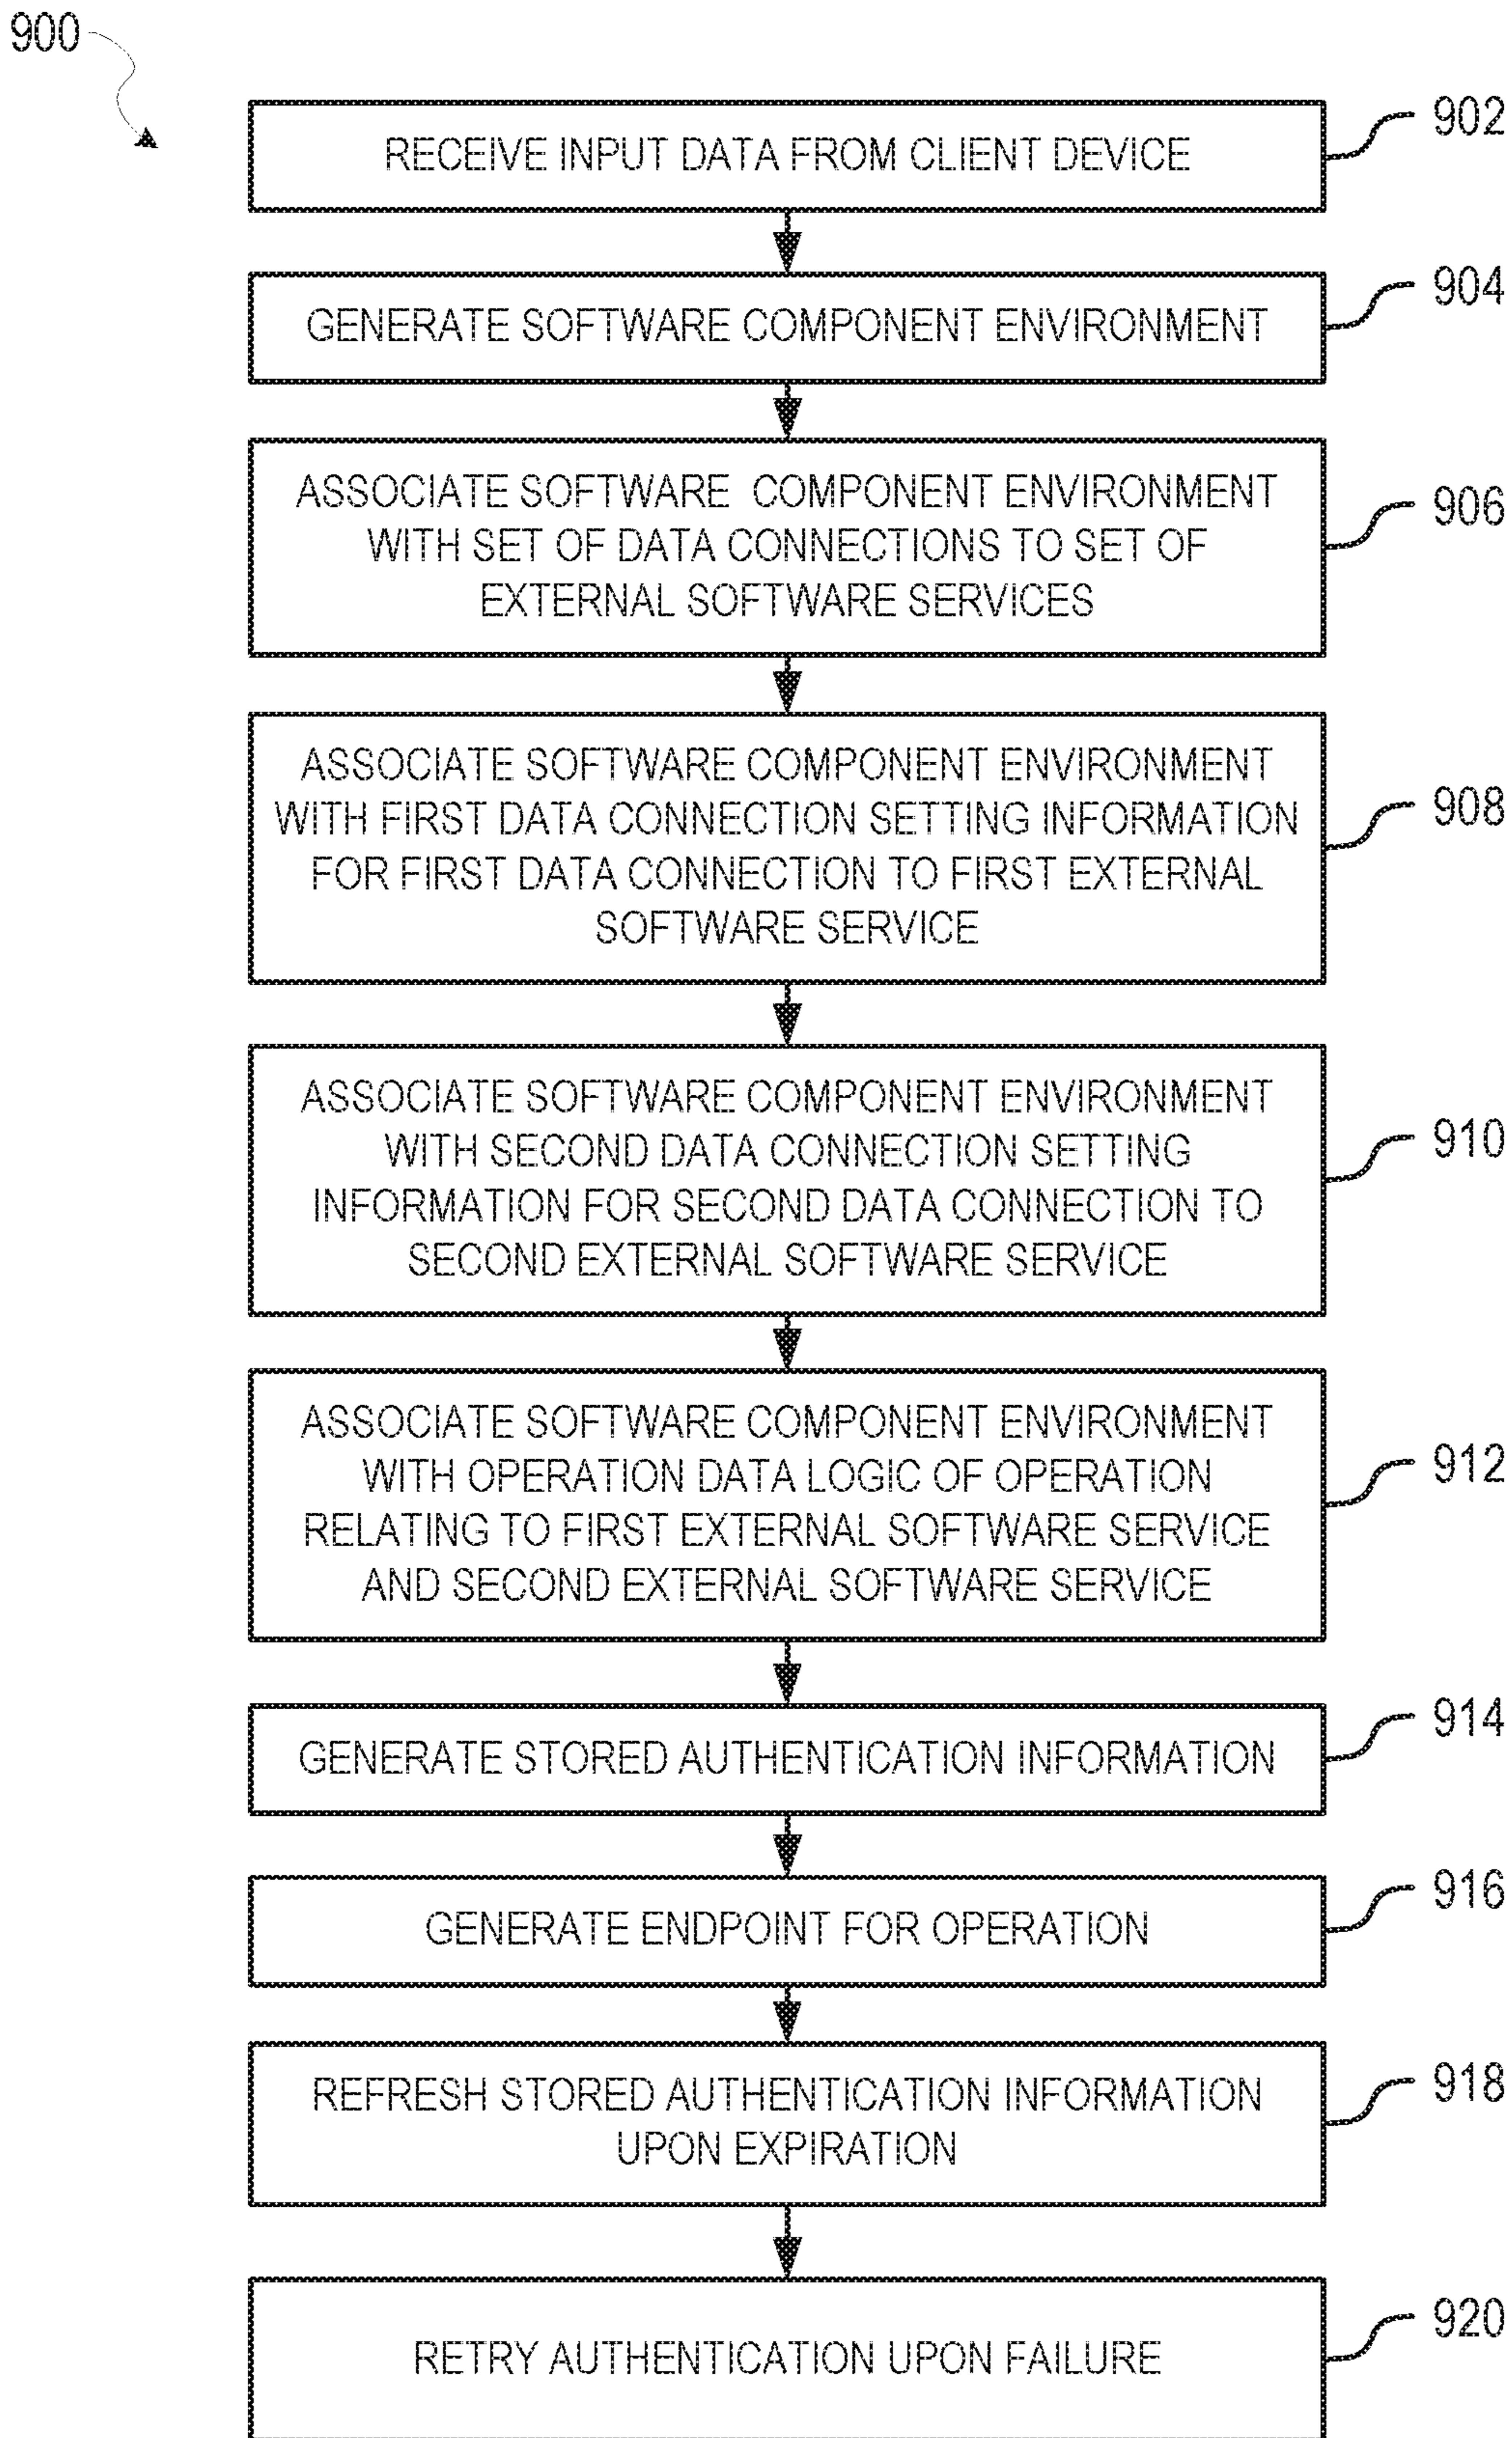 900
RECEIVE INPUT DATA FROM CLIENT DEVICE
902
GENERATE SOFTWARE COMPONENT ENVIRONMENT
904
ASSOCIATE SOFTWARE COMPONENT ENVIRONMENT
WITH SET OF DATA CONNECTIONS TO SET OF
EXTERNAL SOFTWARE SERVICES
906
ASSOCIATE SOFTWARE COMPONENT ENVIRONMENT
WITH FIRST DATA CONNECTION SETTING INFORMATION
FOR FIRST DATA CONNECTION TO FIRST EXTERNAL
SOFTWARE SERVICE
908
ASSOCIATE SOFTWARE COMPONENT ENVIRONMENT
WITH SECOND DATA CONNECTION SETTING
INFORMATION FOR SECOND DATA CONNECTION TO
SECOND EXTERNAL SOFTWARE SERVICE
910
ASSOCIATE SOFTWARE COMPONENT ENVIRONMENT
WITH OPERATION DATA LOGIC OF OPERATION
RELATING TO FIRST EXTERNAL SOFTWARE SERVICE
AND SECOND EXTERNAL SOFTWARE SERVICE
912
GENERATE STORED AUTHENTICATION INFORMATION
914
GENERATE ENDPOINT FOR OPERATION
916
REFRESH STORED AUTHENTICATION INFORMATION
UPON EXPIRATION
918
RETRY AUTHENTICATION UPON FAILURE
920